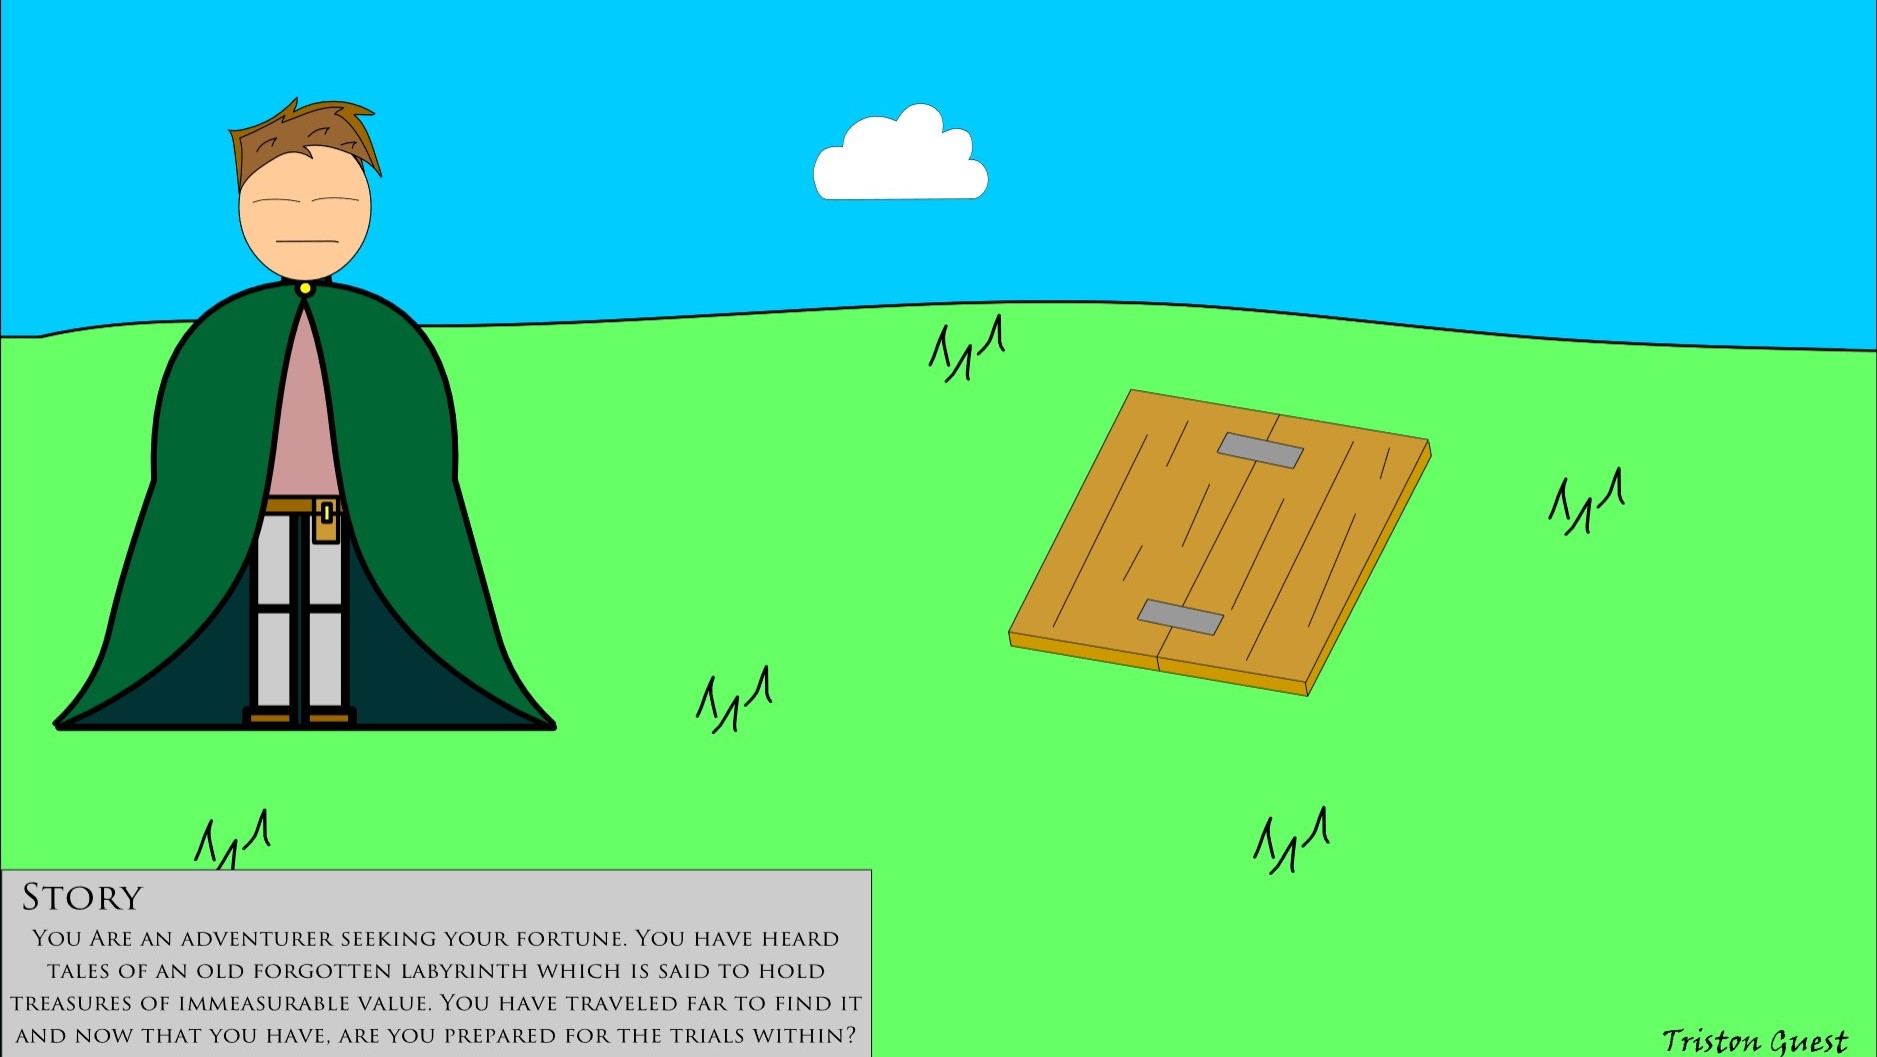 Story
You Are an adventurer seeking your fortune. You have heard
tales of an old forgotten labyrinth which is said to hold
treasures of immeasurable value. You have traveled far to find it
and now that you have, are you prepared for the trials within?
Triston Guest